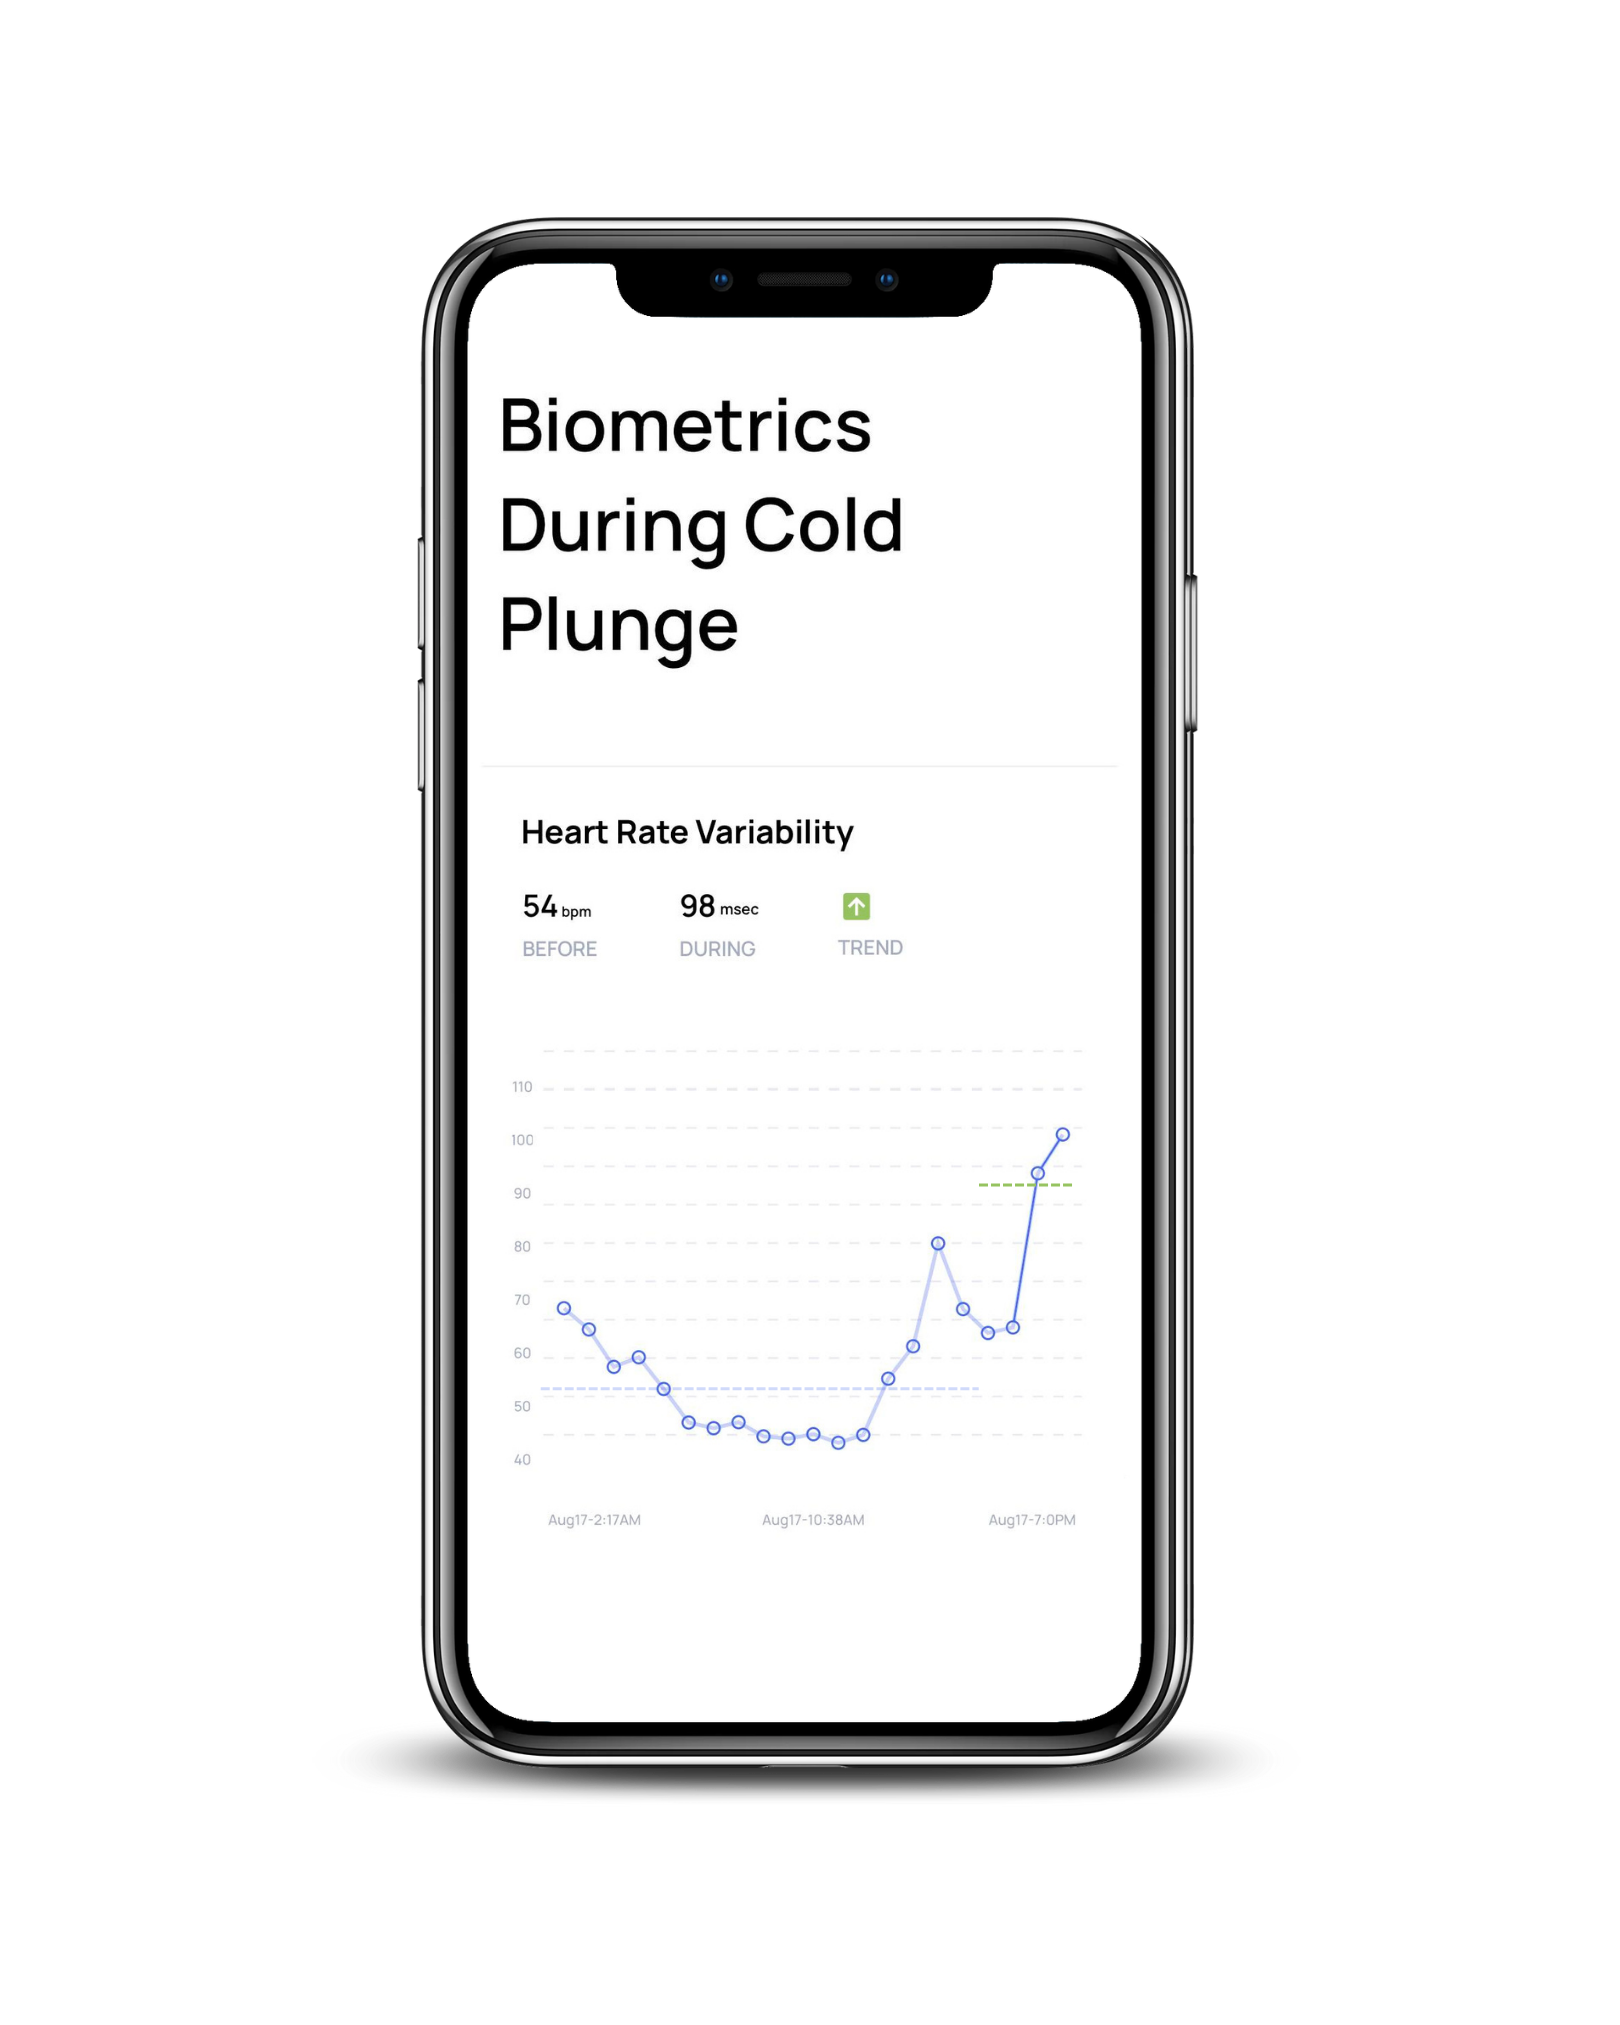 Biometrics
During Cold
Plunge
Heart Rate Variability
54 bpm 98 msec
BEFORE DURING TREND
110
100
90
80
70
60
50
40
Aug17-2:17AM Aug17-10:38AM Aug17-7:0PM